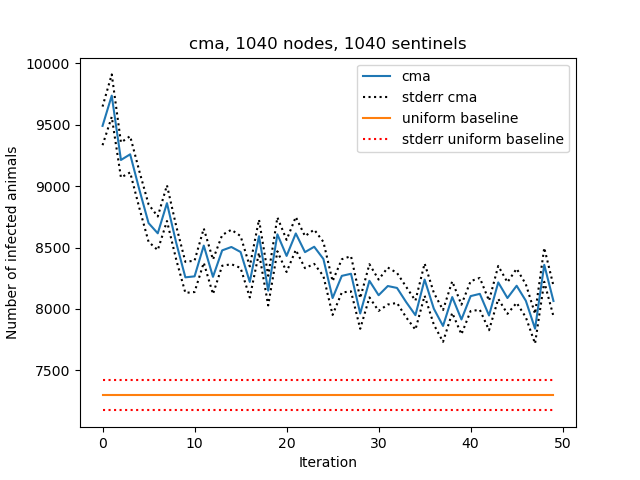 cma, 1040 nodes, 1040 sentinels
cma
stderr cma
uniform baseline
stderr uniform baseline
Number of infected animals
10000
9500
9000
8500
8000
7500
0 10 20 30 40 50
Iteration